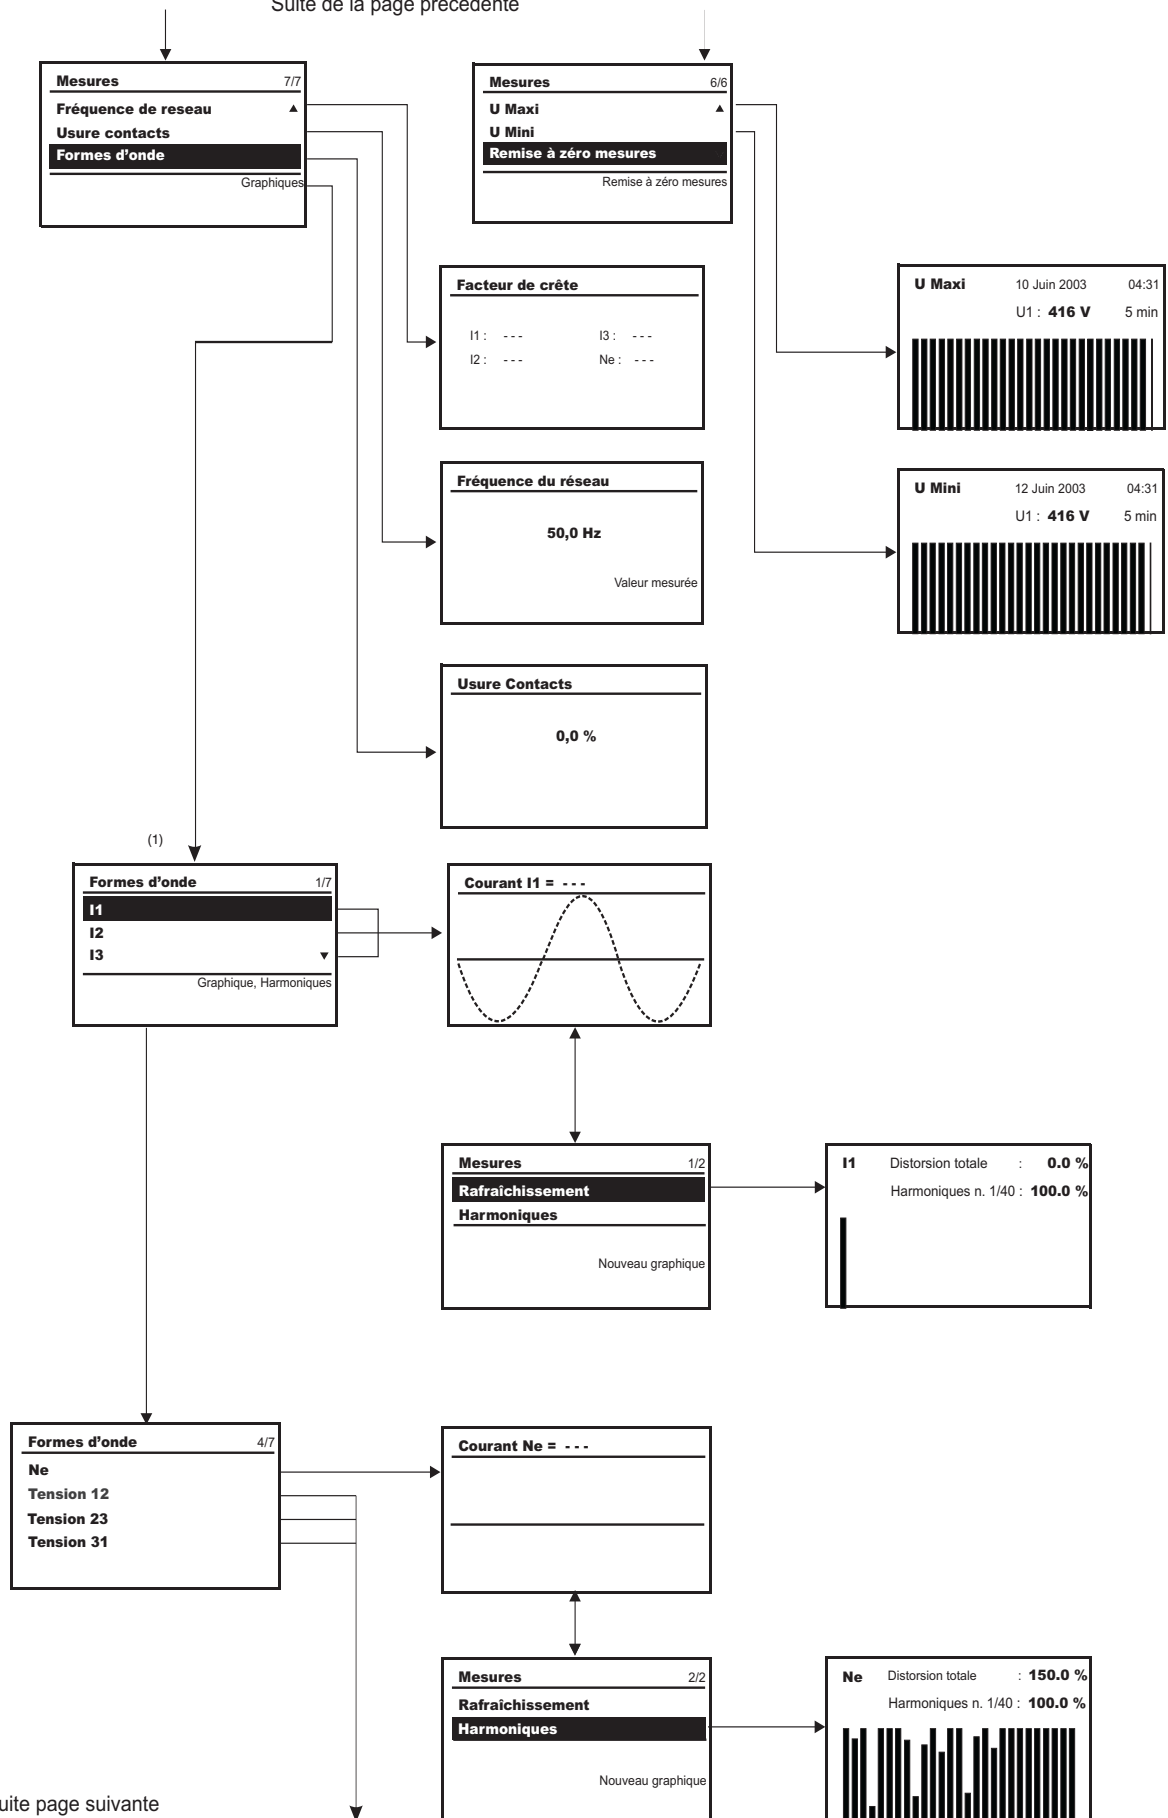 Suite de la page précédente
Mesures 7/7
Fréquence de reseau ▲
Usure contacts
Formes d'onde
Graphiques
Mesures 6/6
U Maxi ▲
U Mini
Remise à zéro mesures
Remise à zéro mesures
Facteur de crête
I1 : - - - I3 : - - -
I2 : - - - Ne : - - -
U Maxi 10 Juin 2003 04:31
U1 : 416 V 5 min
Fréquence du réseau
50,0 Hz
Valeur mesurée
U Mini 12 Juin 2003 04:31
U1 : 416 V 5 min
Usure Contacts
0,0 %
(1)
Formes d'onde 1/7
I1
I2
I3 ▼
Graphique, Harmoniques
Courant I1 = - - -
Mesures 1/2
Rafraîchissement
Harmoniques
Nouveau graphique
I1 Distorsion totale : 0.0 %
Harmoniques n. 1/40 : 100.0 %
Formes d'onde 4/7
Ne
Tension 12
Tension 23
Tension 31
Courant Ne = - - -
Mesures 2/2
Rafraîchissement
Harmoniques
Nouveau graphique
Ne Distorsion totale : 150.0 %
Harmoniques n. 1/40 : 100.0 %
uite page suivante